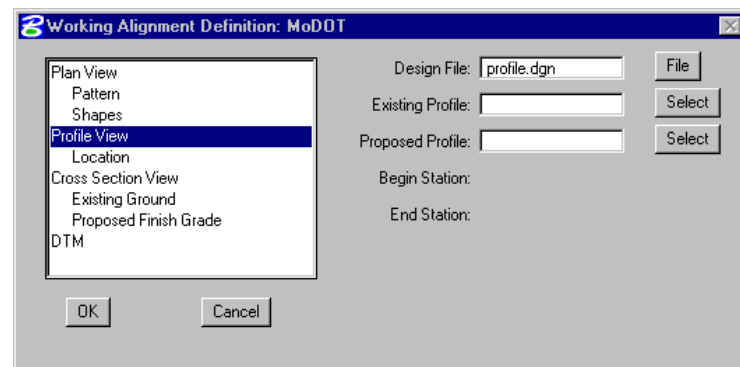 Working Alignment Definition: MoDOT
Plan View
Pattern
Shapes
Profile View
Location
Cross Section View
Existing Ground
Proposed Finish Grade
DTM
Design File: profile.dgn File
Existing Profile: Select
Proposed Profile: Select
Begin Station:
End Station:
OK Cancel